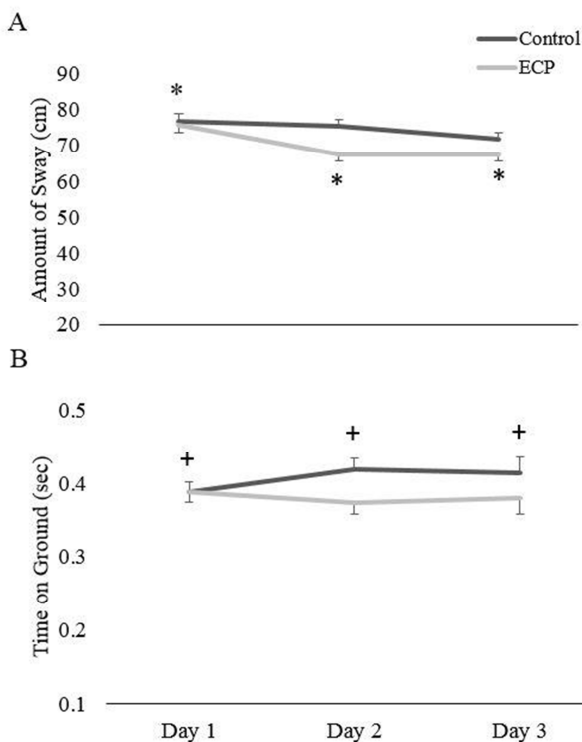 A
Control
ECP
Amount of Sway (cm)
90
80
70
60
50
40
30
20
*
*
*
B
Time on Ground (sec)
0.5
0.4
0.3
0.2
0.1
+
+
+
Day 1 Day 2 Day 3